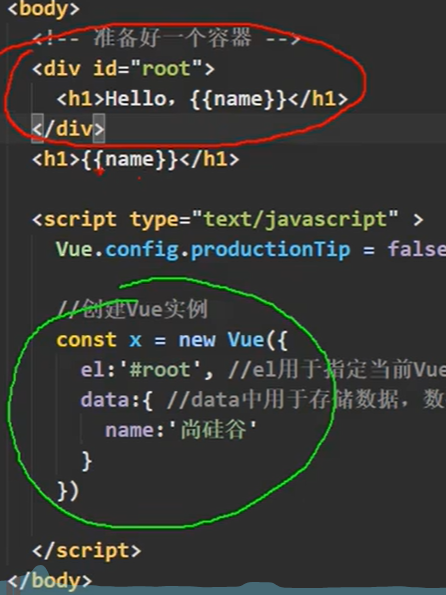 <body>
<!-- 准备好一个容器 -->
<div id="root">
<h1>Hello, {{name}}</h1>
</div>
<h1>{{name}}</h1>
<script type="text/javascript" >
Vue.config.productionTip = false
//创建Vue实例
const x = new Vue({
el:'#root', //el用于指定当前Vue
data:{ //data中用于存储数据，数
name:'尚硅谷'
}
})
</script>
</body>